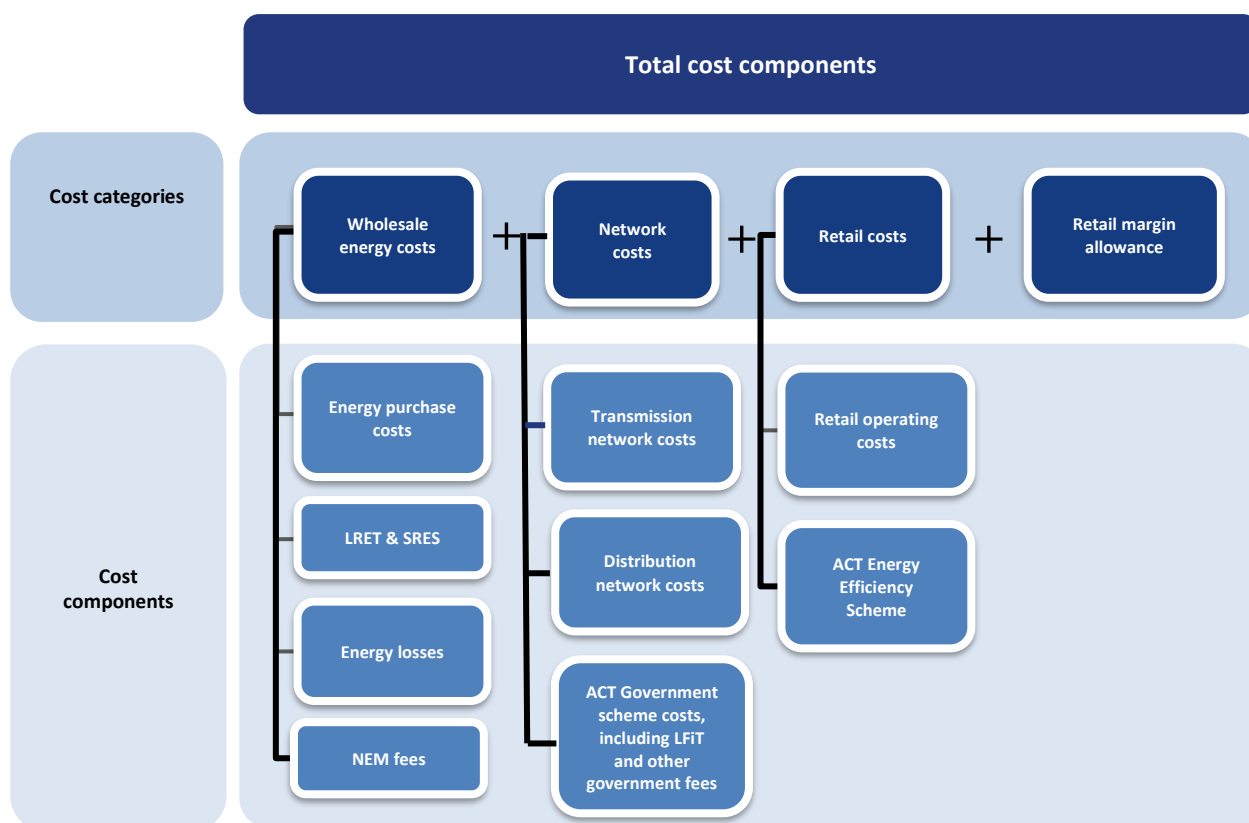 Total cost components
Cost categories
Wholesale
energy costs
+
Network
costs
+
Retail costs
+
Retail margin
allowance
Cost
components
Energy purchase
costs
LRET & SRES
Energy losses
NEM fees
Transmission
network costs
Distribution
network costs
ACT Government
scheme costs,
including LFiT
and other
government fees
Retail operating
costs
ACT Energy
Efficiency
Scheme